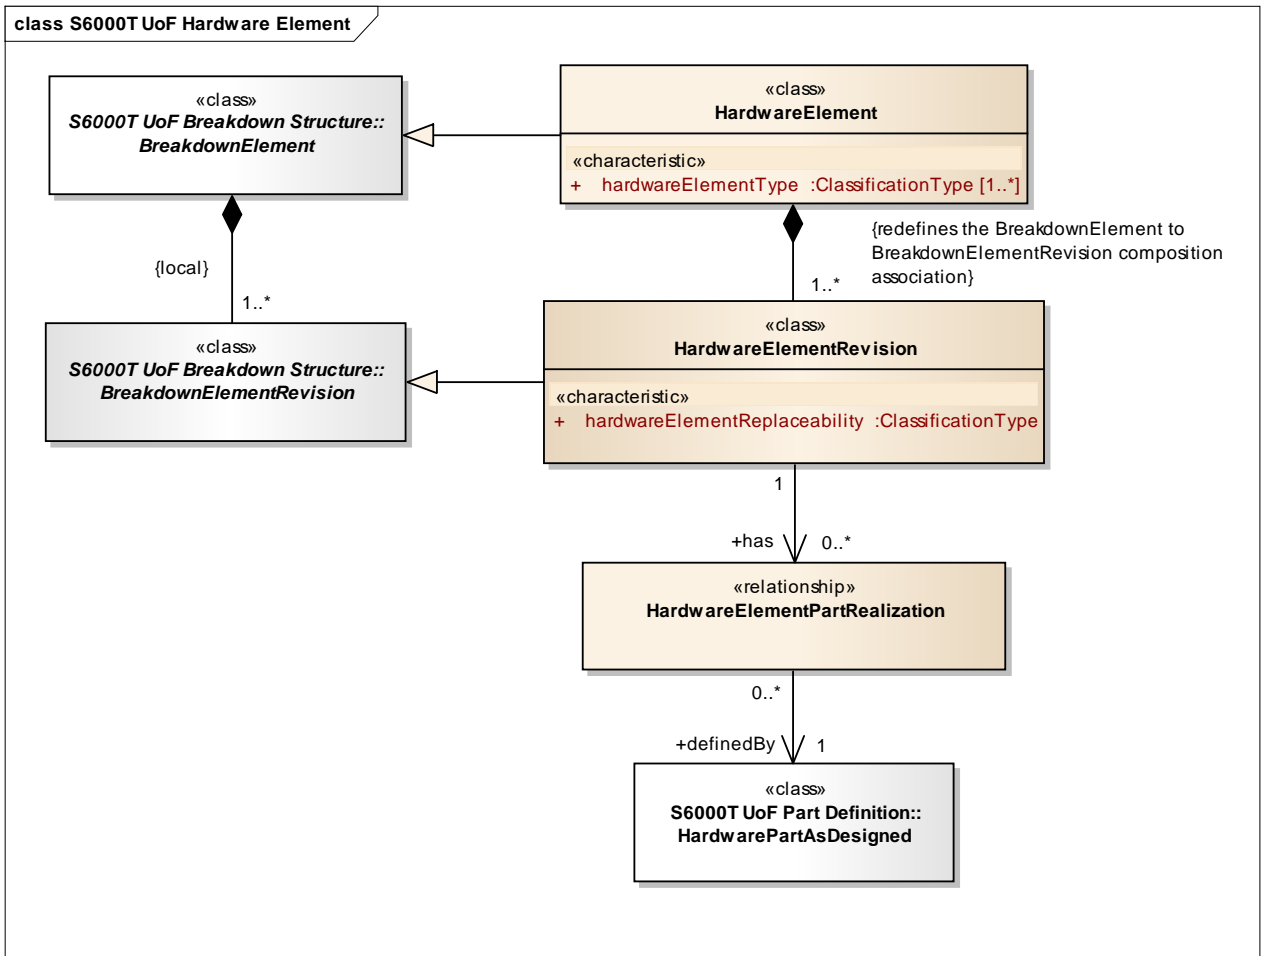 class S6000T UoF Hardware Element
«class»
S6000T UoF Breakdown Structure::
BreakdownElement
«class»
HardwareElement
«characteristic»
+ hardwareElementType :ClassificationType [1..*]
{local}
1..*
{redefines the BreakdownElement to
BreakdownElementRevision composition
association}
1..*
«class»
S6000T UoF Breakdown Structure::
BreakdownElementRevision
«class»
HardwareElementRevision
«characteristic»
+ hardwareElementReplaceability :ClassificationType
1
+has
0..*
«relationship»
HardwareElementPartRealization
0..*
+definedBy
1
«class»
S6000T UoF Part Definition::
HardwarePartAsDesigned